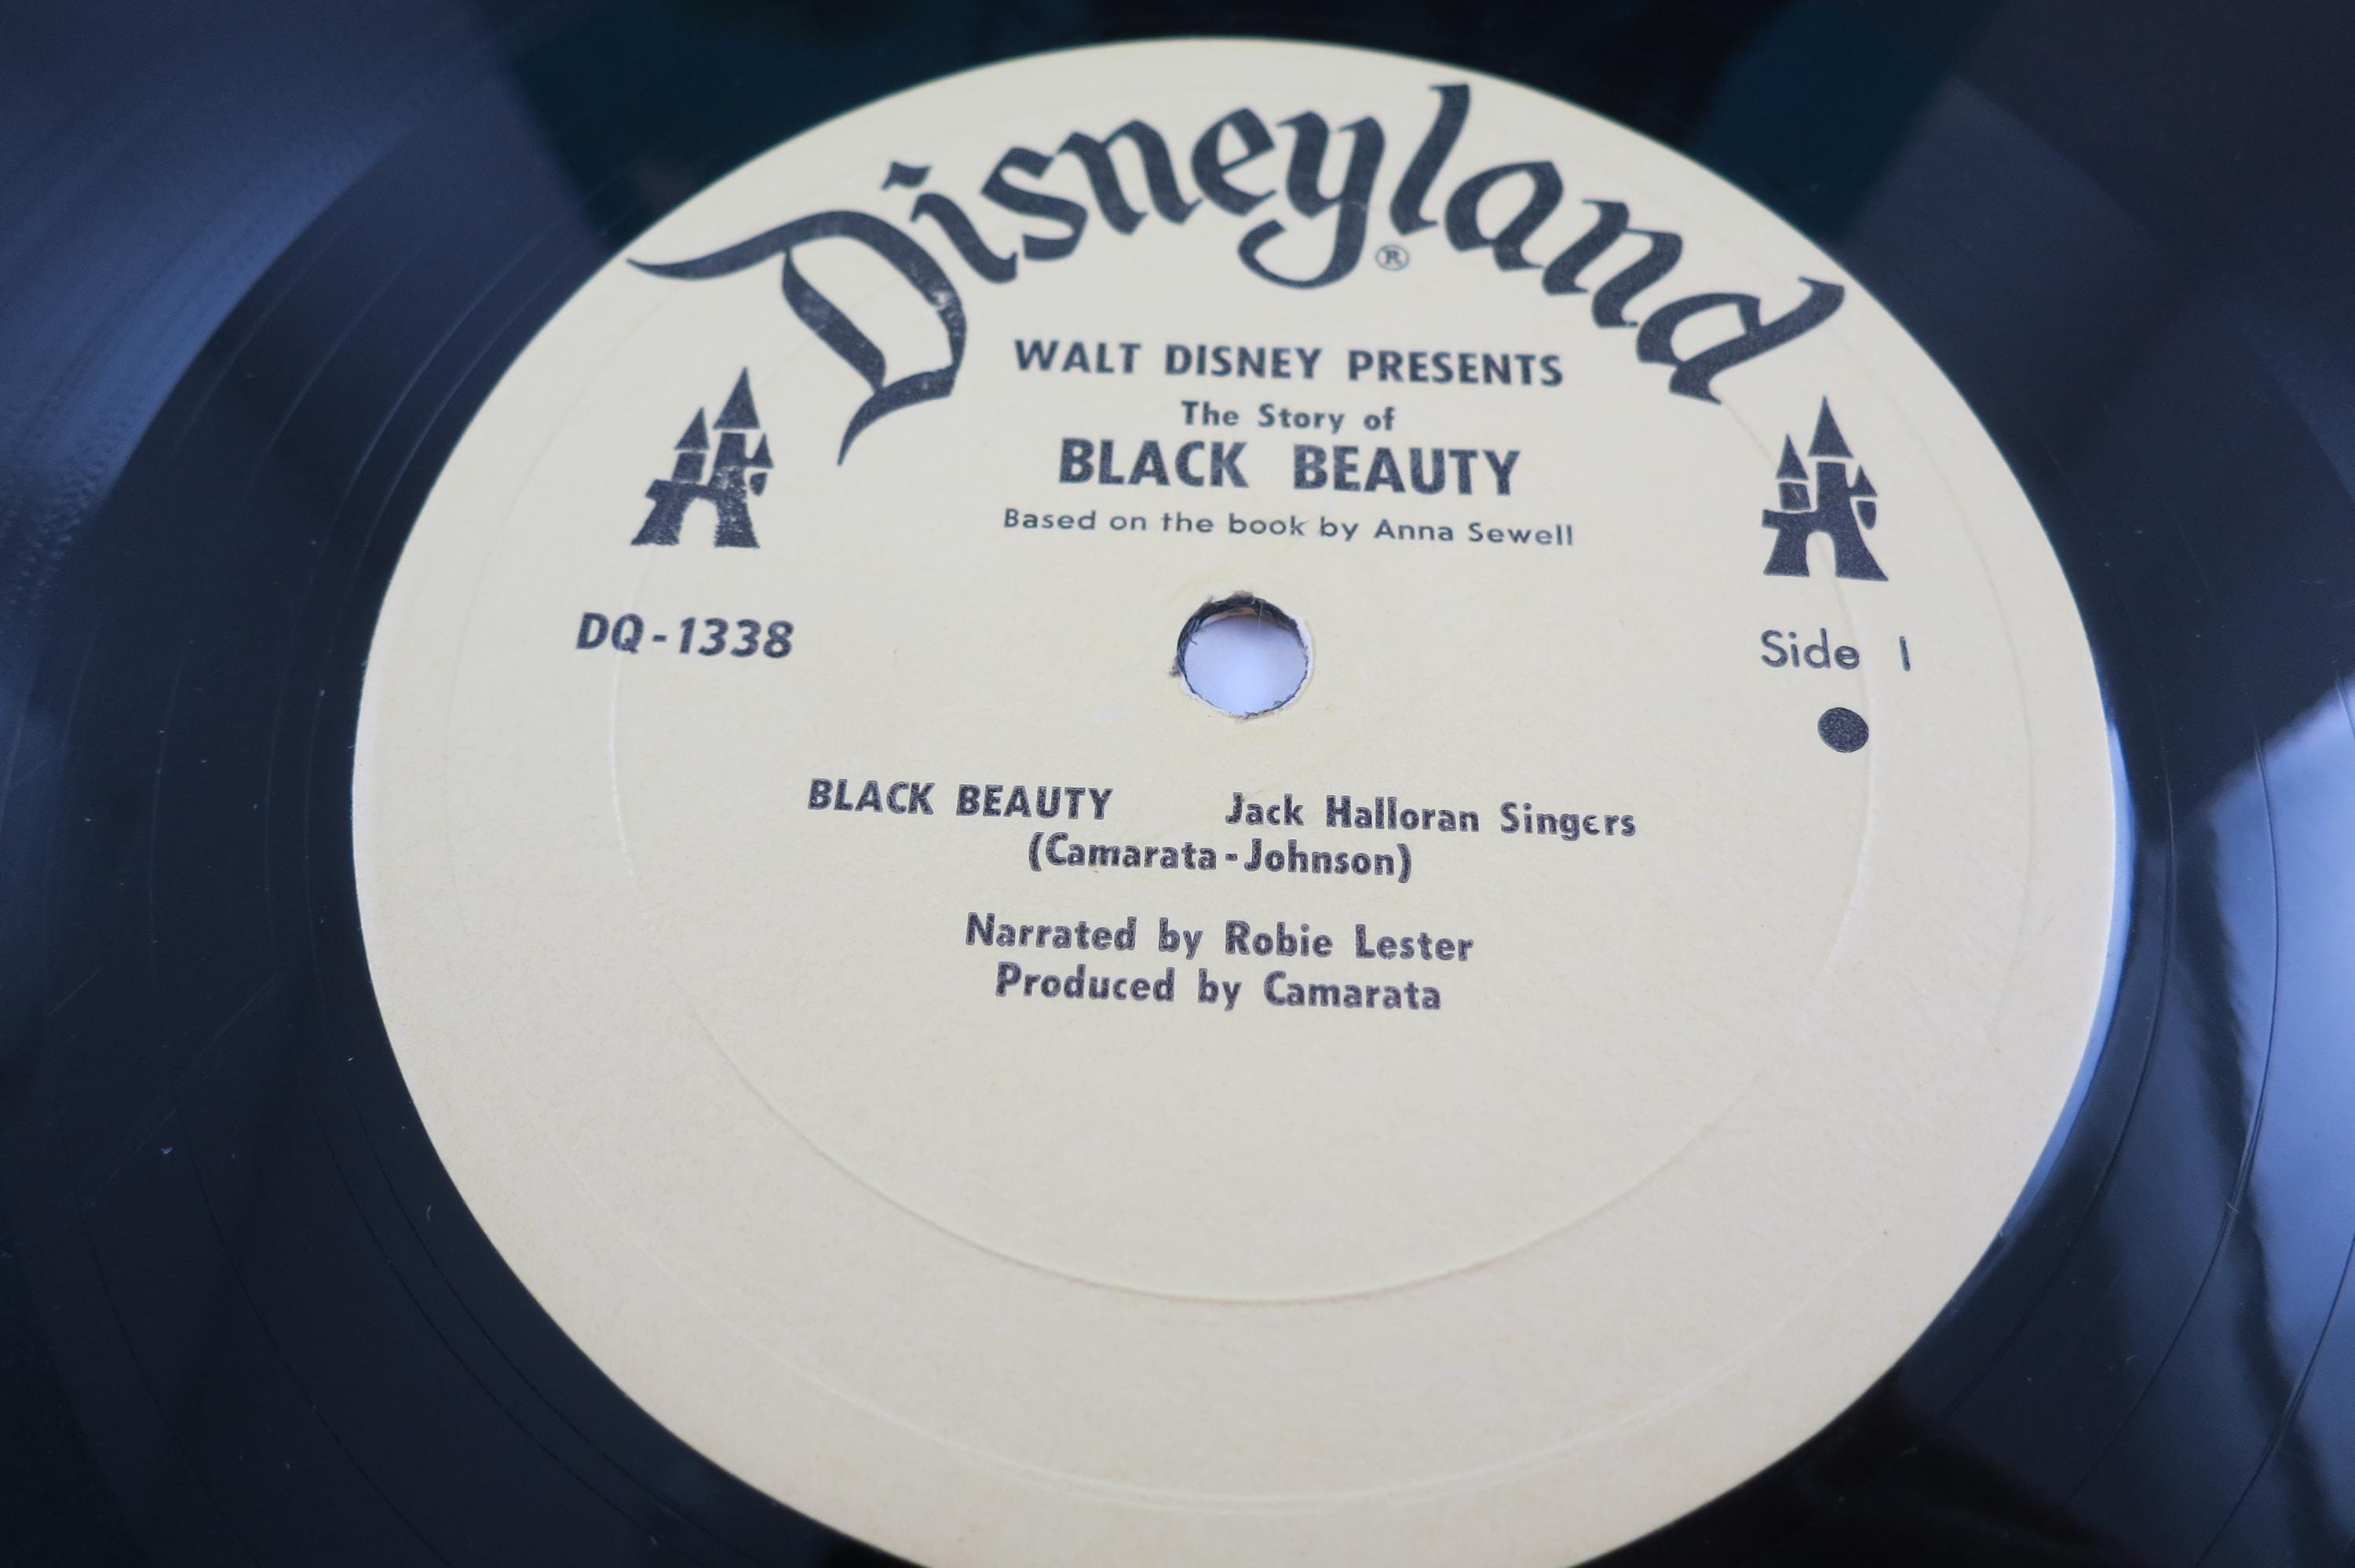 Disneyland®
WALT DISNEY PRESENTS
The Story of
BLACK BEAUTY
Based on the book by Anna Sewell
DQ-1338
Side 1
BLACK BEAUTY Jack Halloran Singers
(Camarata-Johnson)
Narrated by Robie Lester
Produced by Camarata